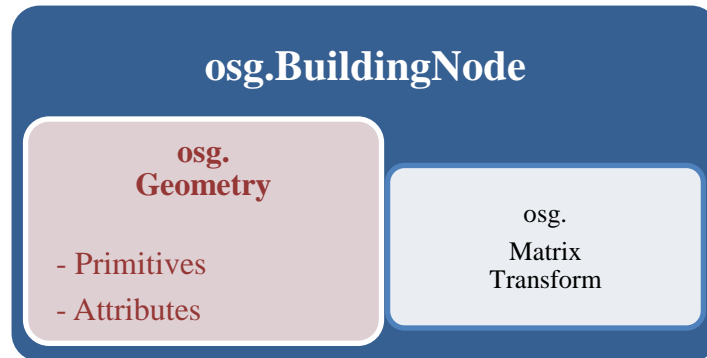 osg.BuildingNode
osg.
Geometry
- Primitives
- Attributes
osg.
Matrix
Transform